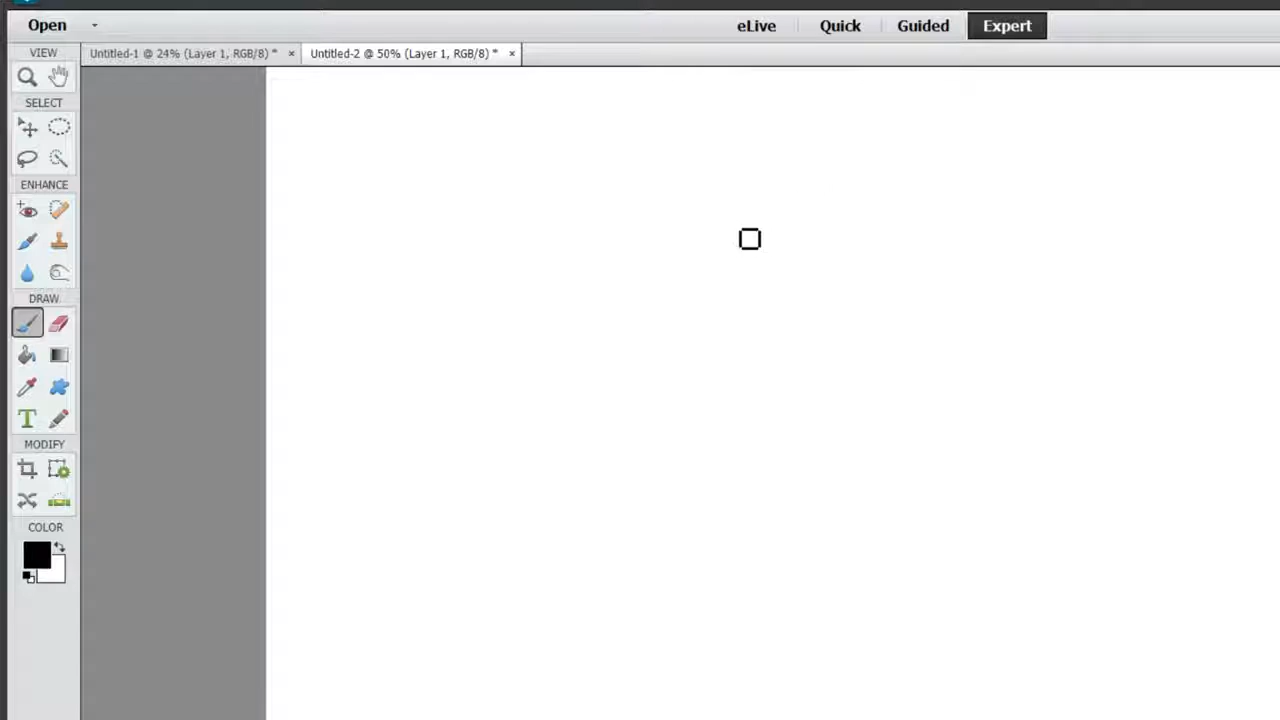 Open eLive Quick Guided Expert
VIEW
Untitled-1 @ 24% (Layer 1, RGB/8) * × Untitled-2 @ 50% (Layer 1, RGB/8) * ×
SELECT
ENHANCE
DRAW
T
MODIFY
COLOR